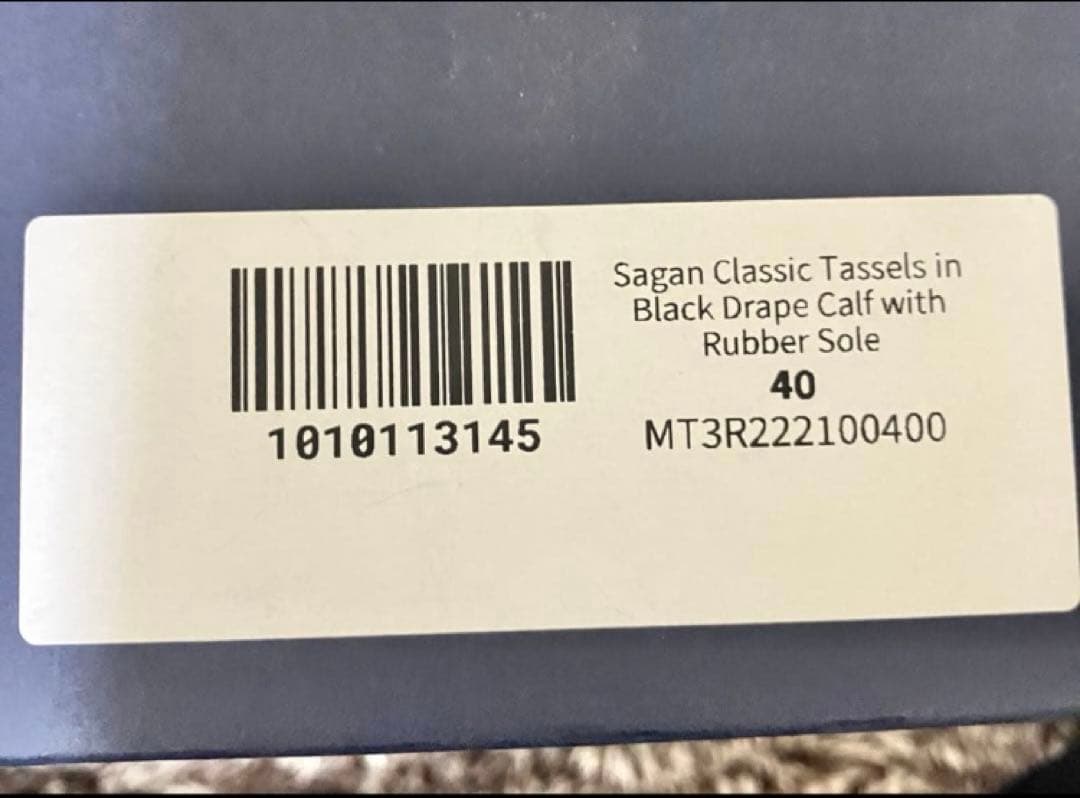 Sagan Classic Tassels in
Black Drape Calf with
Rubber Sole
40
MT3R222100400
1010113145